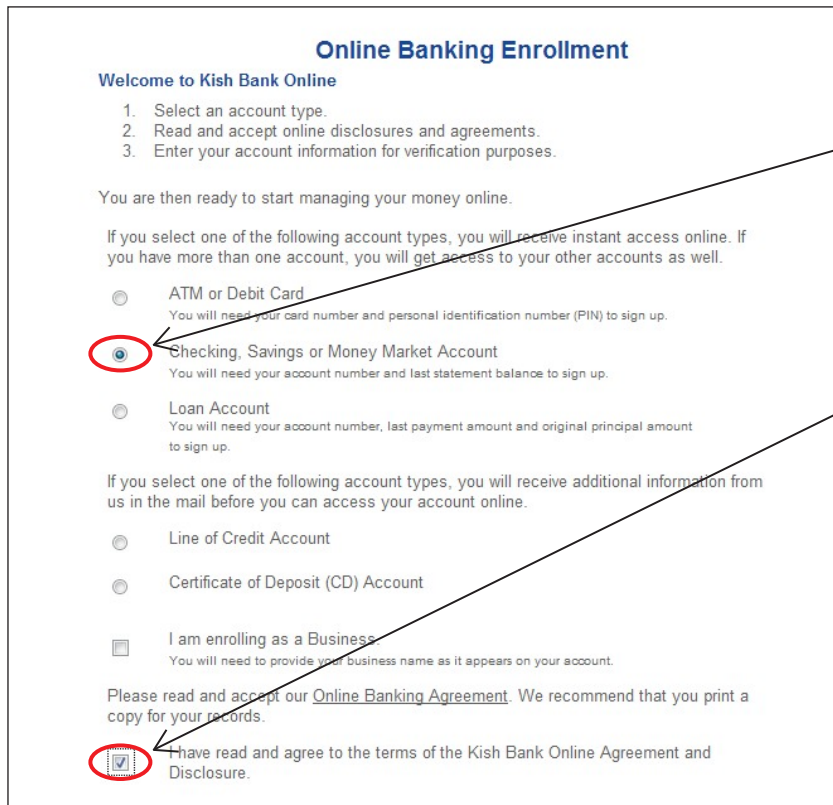 Online Banking Enrollment
Welcome to Kish Bank Online
1. Select an account type.
2. Read and accept online disclosures and agreements.
3. Enter your account information for verification purposes.
You are then ready to start managing your money online.
If you select one of the following account types, you will receive instant access online. If
you have more than one account, you will get access to your other accounts as well.
ATM or Debit Card
You will need your card number and personal identification number (PIN) to sign up.
Checking, Savings or Money Market Account
You will need your account number and last statement balance to sign up.
Loan Account
You will need your account number, last payment amount and original principal amount
to sign up.
If you select one of the following account types, you will receive additional information from
us in the mail before you can access your account online.
Line of Credit Account
Certificate of Deposit (CD) Account
I am enrolling as a Business.
You will need to provide your business name as it appears on your account.
Please read and accept our Online Banking Agreement. We recommend that you print a
copy for your records.
I have read and agree to the terms of the Kish Bank Online Agreement and
Disclosure.